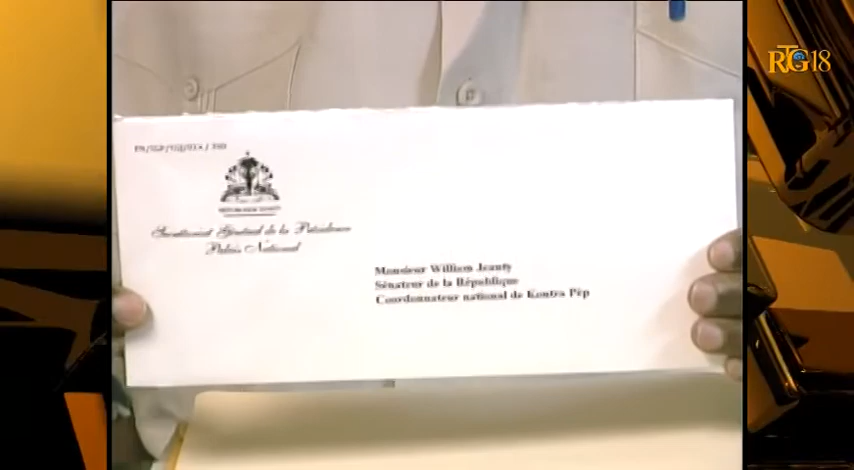 RTG18
Secrétariat Général de la Présidence
Palais National
Monsieur William Jeanty
Sénateur de la République
Coordonnateur national de Kontra Pèp